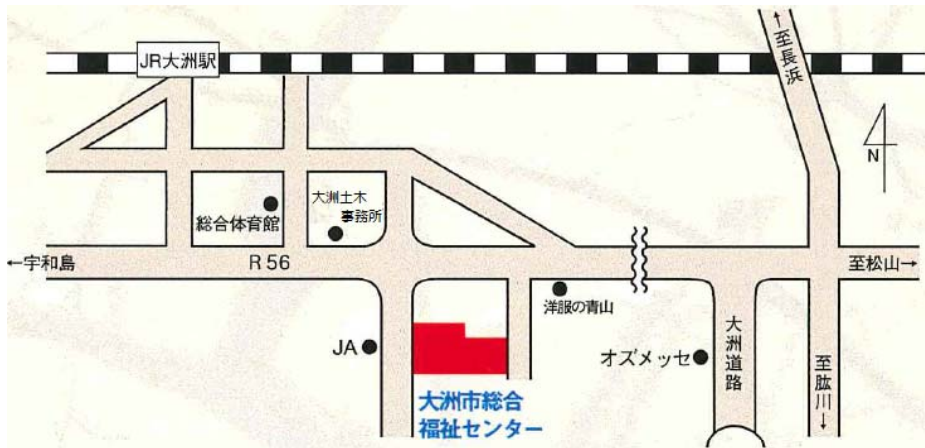 JR大洲駅
↑至長浜
N
総合体育館
大洲土木
事務所
←宇和島
R 56
至松山→
洋服の青山
JA
オズメッセ
大洲道路
至肱川↓
大洲市総合
福祉センター